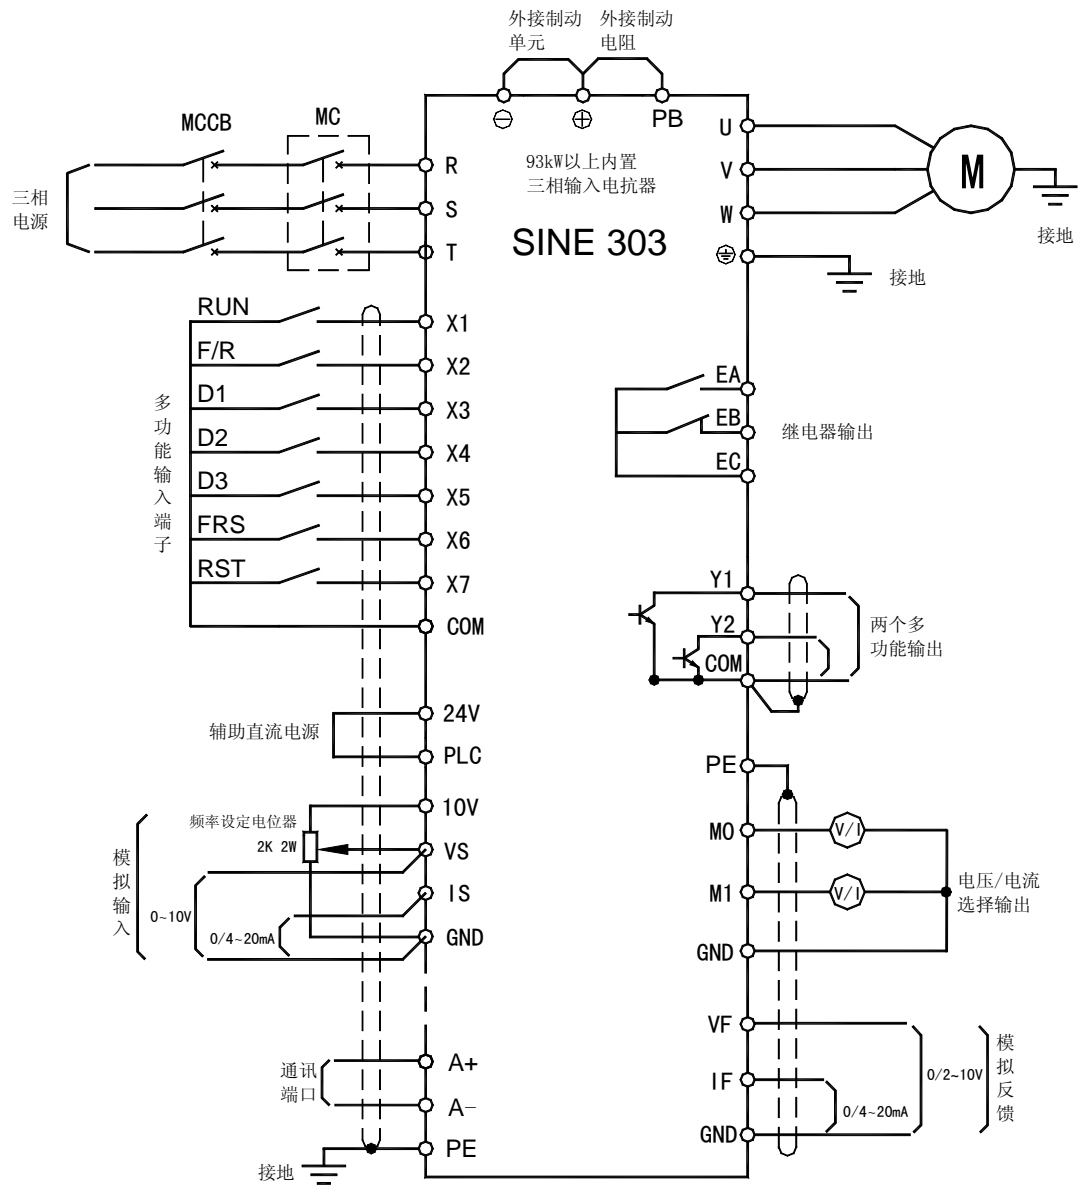 外接制动
单元
外接制动
电阻
⊖
⊕
PB
MCCB
MC
三相
电源
R
S
T
93kW以上内置
三相输入电抗器
SINE 303
U
V
W
M
接地
接地
多功能输入端子
RUN
X1
F/R
X2
D1
X3
D2
X4
D3
X5
FRS
X6
RST
X7
COM
EA
EB
EC
继电器输出
Y1
Y2
COM
两个多
功能输出
辅助直流电源
24V
PLC
模拟输入
频率设定电位器
2K 2W
10V
VS
IS
GND
0~10V
0/4~20mA
PE
M0
V/I
M1
V/I
GND
电压/电流
选择输出
通讯
端口
A+
A-
PE
接地
VF
IF
GND
0/2~10V
0/4~20mA
模拟反馈